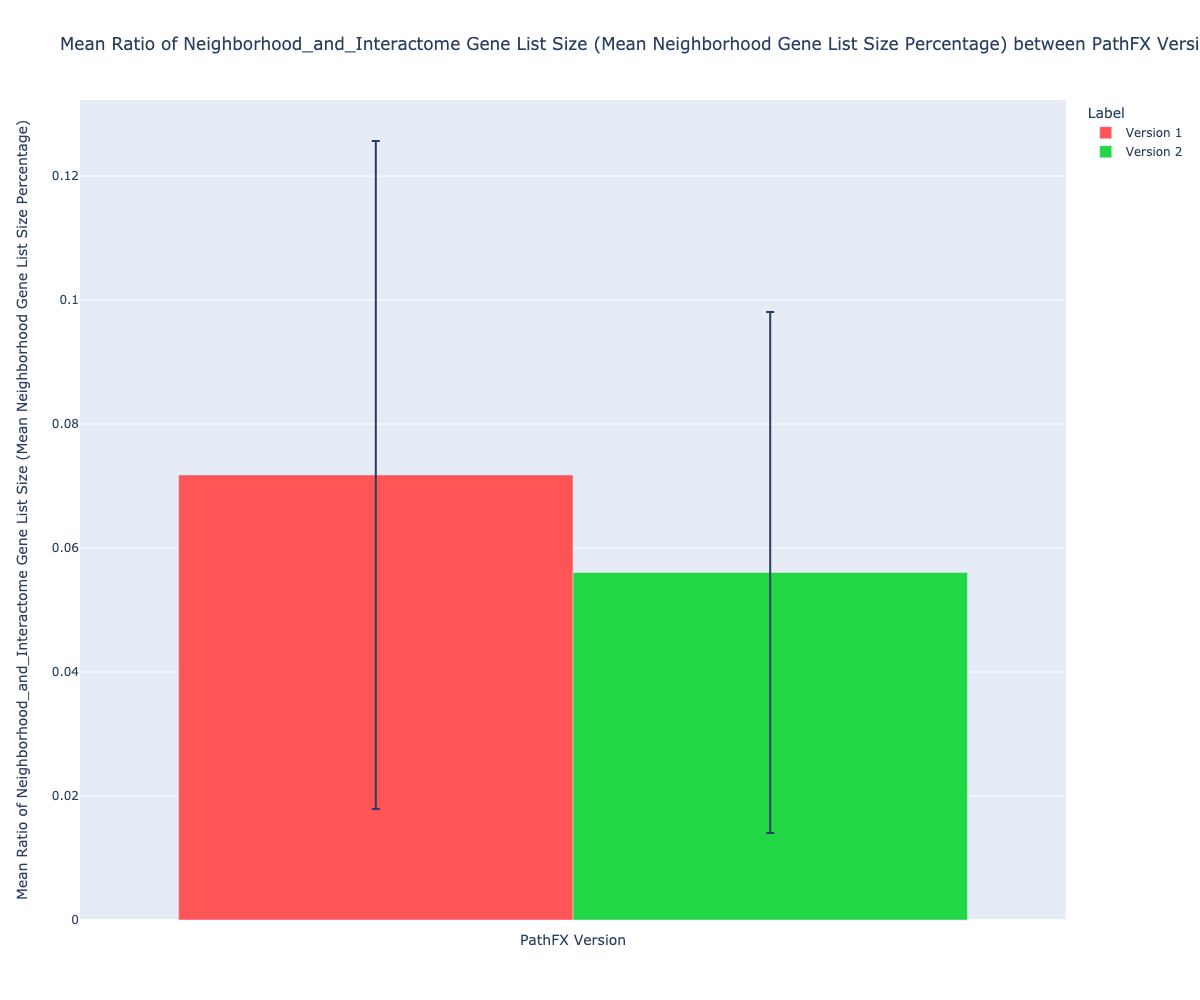 Mean Ratio of Neighborhood_and_Interactome Gene List Size (Mean Neighborhood Gene List Size Percentage) between PathFX Versi
Mean Ratio of Neighborhood_and_Interactome Gene List Size (Mean Neighborhood Gene List Size Percentage)
0.12
0.1
0.08
0.06
0.04
0.02
0
PathFX Version
Label
Version 1
Version 2